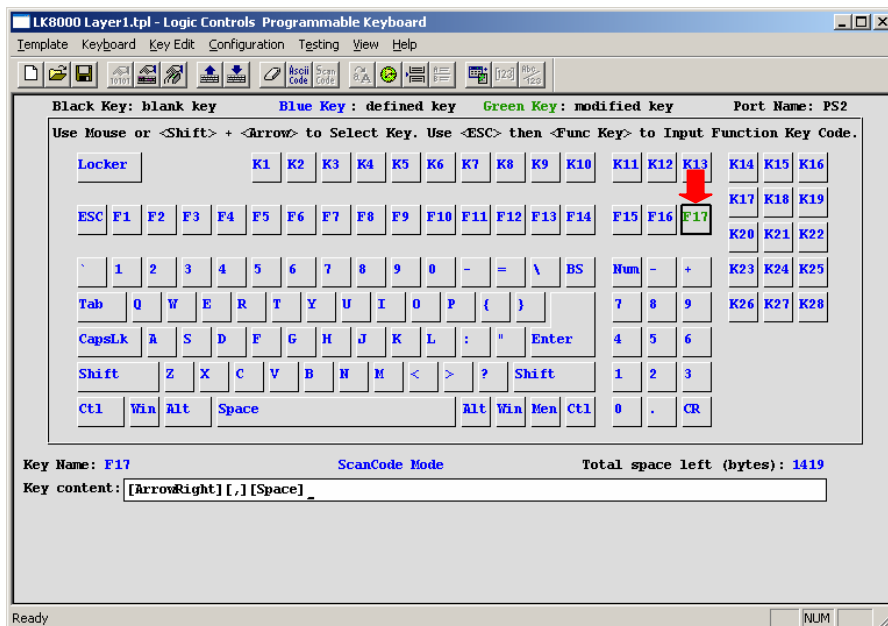 LK8000 Layer1.tpl - Logic Controls Programmable Keyboard
Template Keyboard Key Edit Configuration Testing View Help
Ascii Code Scan Code [123] Abc.. -123
Black Key: blank key Blue Key : defined key Green Key : modified key Port Name: PS2
Use Mouse or <Shift> + <Arrow> to Select Key. Use <ESC> then <Func Key> to Input Function Key Code.
Locker K1 K2 K3 K4 K5 K6 K7 K8 K9 K10 K11 K12 K13 K14 K15 K16
K17 K18 K19
ESC F1 F2 F3 F4 F5 F6 F7 F8 F9 F10 F11 F12 F13 F14 F15 F16 F17
K20 K21 K22
` 1 2 3 4 5 6 7 8 9 0 - = \ BS Num - + K23 K24 K25
Tab Q W E R T Y U I O P { } 7 8 9 K26 K27 K28
CapsLk A S D F G H J K L : " Enter 4 5 6
Shift Z X C V B N M < > ? Shift 1 2 3
Ctl Win Alt Space Alt Win Men Ctl 0 . CR
Key Name: F17 ScanCode Mode Total space left (bytes): 1419
Key content: [ArrowRight][,][Space]_
Ready NUM